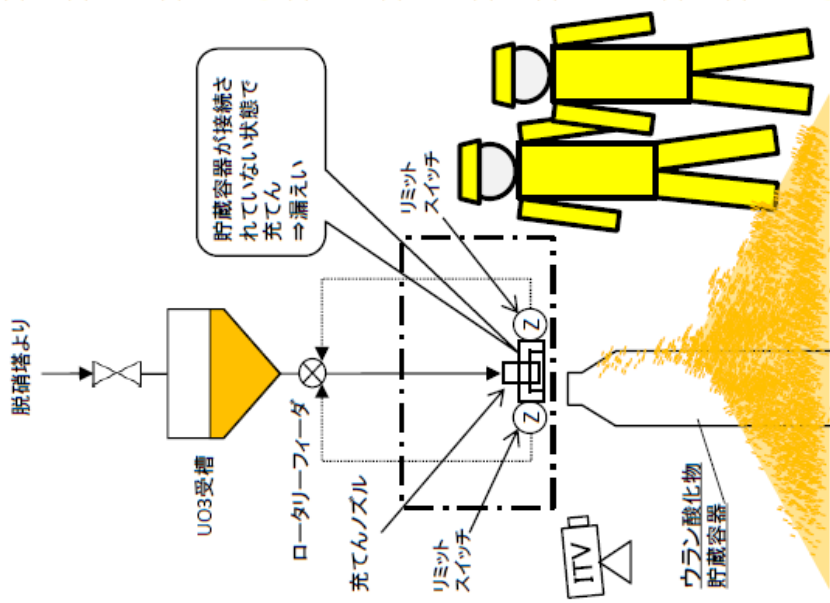 脱硝塔より
UO3受槽
ロータリーフィーダ
充てんノズル
リミット
スイッチ
貯蔵容器が接続さ
れていない状態で
充てん
⇒漏えい
リミット
スイッチ
Z
Z
ITV
ウラン酸化物
貯蔵容器